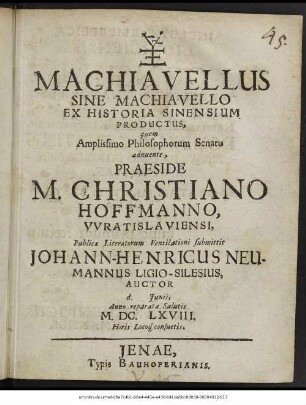 45.
MACHIAVELLUS
SINE MACHIAVELLO
EX HISTORIA SINENSIUM
PRODUCTUS,
quem
Amplissimo Philosophorum Senatu
adnuente,
PRAESIDE
M. CHRISTIANO
HOFFMANNO,
VVRATISLAVIENSI,
Publicæ Literatorum Ventilationi submittit
JOHANN-HENRICUS NEU-
MANNUS LIGIO-SILESIUS,
AUCTOR
d. Junii,
Anno reparatæ Salutis
M. DC. LXVIII.
Horis Locoq; consuetis.
JENAE,
Typis BAUHOFERIANIS.